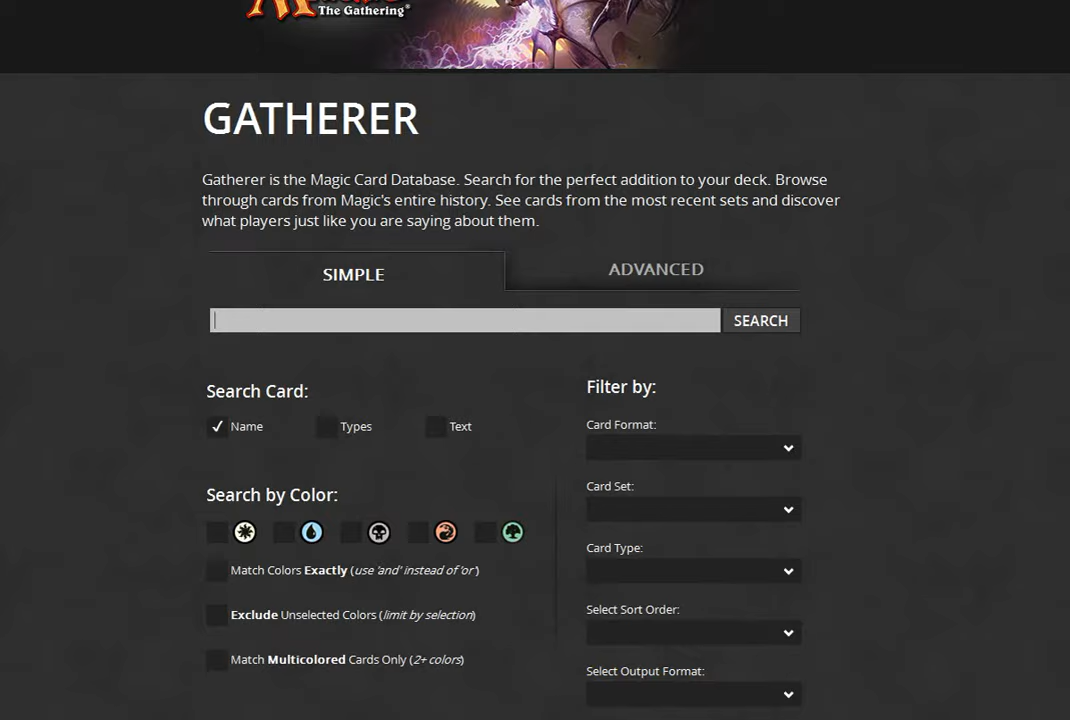 The Gathering®
GATHERER
Gatherer is the Magic Card Database. Search for the perfect addition to your deck. Browse
through cards from Magic's entire history. See cards from the most recent sets and discover
what players just like you are saying about them.
SIMPLE
ADVANCED
SEARCH
Search Card:
Name
Types
Text
Search by Color:
Match Colors Exactly (use 'and' instead of 'or')
Exclude Unselected Colors (limit by selection)
Match Multicolored Cards Only (2+ colors)
Filter by:
Card Format:
Card Set:
Card Type:
Select Sort Order:
Select Output Format: